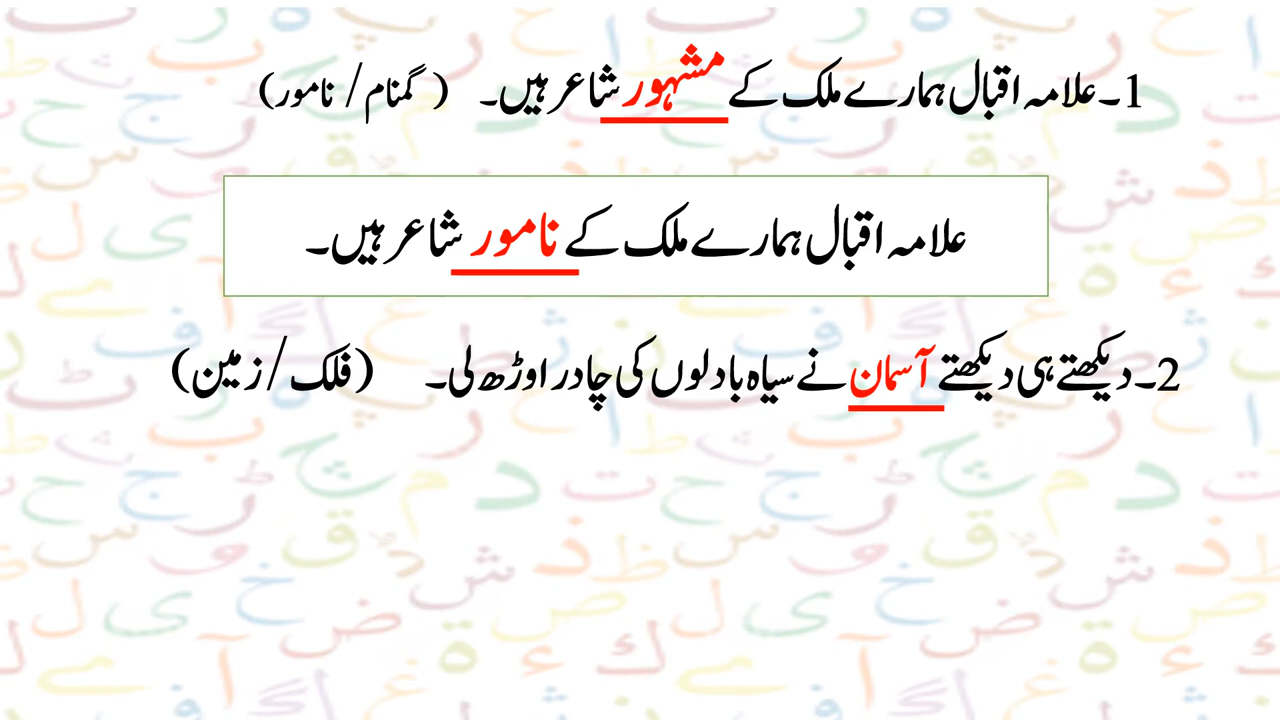 1۔علامہ اقبال ہمارے ملک کے مشہور شاعر ہیں۔ ( گمنام/ نامور)
علامہ اقبال ہمارے ملک کے نامور شاعر ہیں۔
2۔دیکھتے ہی دیکھتے آسمان نے سیاہ بادلوں کی چادر اوڑھ لی۔ (فلک/زمین)